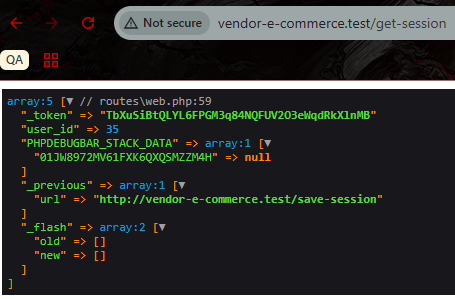 Not secure vendor-e-commerce.test/get-session
QA
array:5 [▼ // routes\web.php:59
"_token" => "TbXuSiBtQLYL6FPGM3q84NQFUV2O3eWqdRkXlnMB"
"user_id" => 35
"PHPDEBUGBAR_STACK_DATA" => array:1 [▼
"01JW8972MV61FXK6QXQSMZZM4H" => null
]
"_previous" => array:1 [▼
"url" => "http://vendor-e-commerce.test/save-session"
]
"_flash" => array:2 [▼
"old" => []
"new" => []
]
]